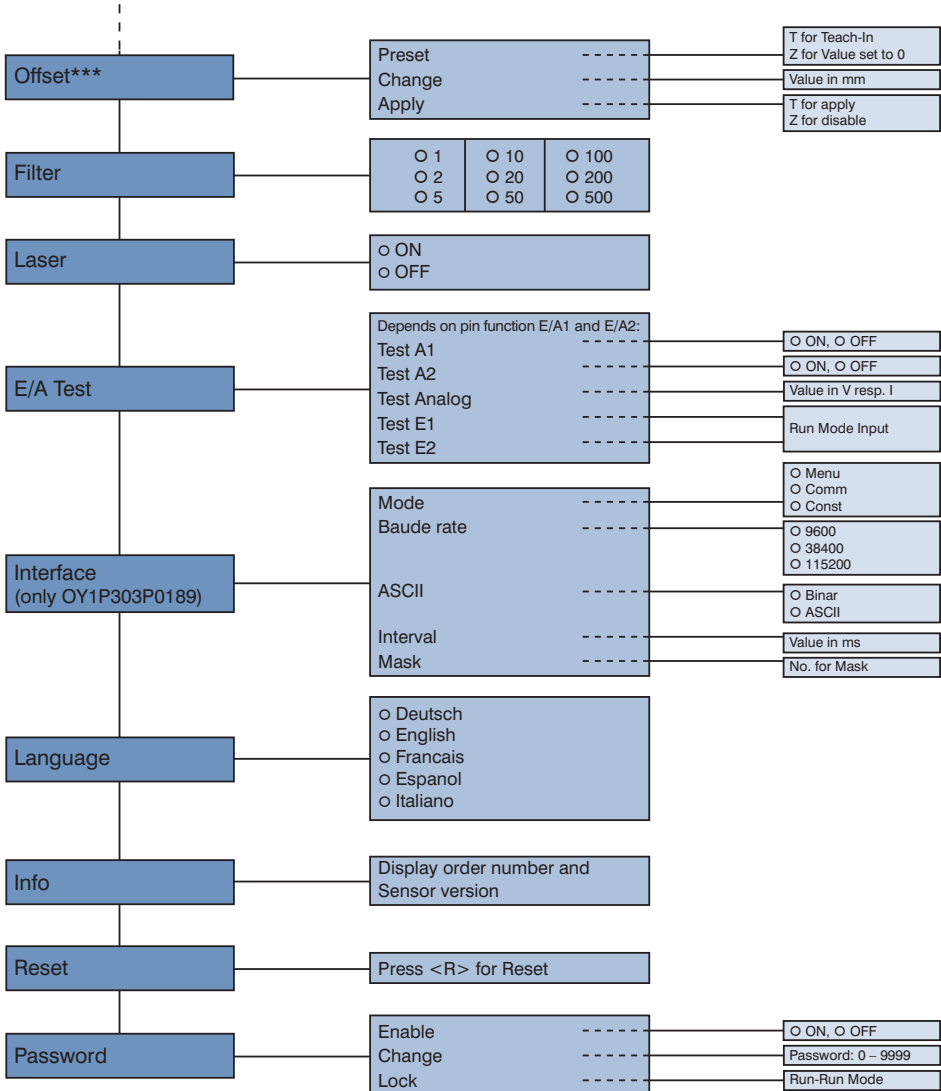 Offset***
Preset
Change
Apply
T for Teach-In
Z for Value set to 0
Value in mm
T for apply
Z for disable
Filter
1 10 100
2 20 200
5 50 500
Laser
ON
OFF
E/A Test
Depends on pin function E/A1 and E/A2:
Test A1
Test A2
Test Analog
Test E1
Test E2
ON, OFF
ON, OFF
Value in V resp. I
Run Mode Input
Interface
(only OY1P303P0189)
Mode
Baude rate
ASCII
Interval
Mask
Menu
Comm
Const
9600
38400
115200
Binar
ASCII
Value in ms
No. for Mask
Language
Deutsch
English
Francais
Espanol
Italiano
Info
Display order number and
Sensor version
Reset
Press <R> for Reset
Password
Enable
Change
Lock
ON, OFF
Password: 0 – 9999
Run-Run Mode